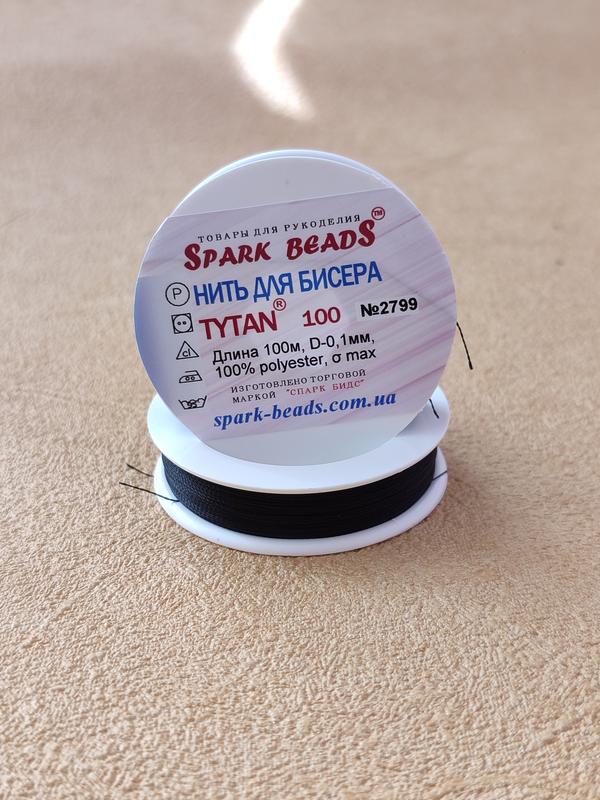 ТОВАРЫ ДЛЯ РУКОДЕЛИЯ
SPARK BEADS™
P НИТЬ ДЛЯ БИСЕРА
TYTAN® 100 №2799
cl Длина 100м, D-0,1мм,
100% polyester, σ max
ИЗГОТОВЛЕНО ТОРГОВОЙ
МАРКОЙ "СПАРК БИДС"
spark-beads.com.ua